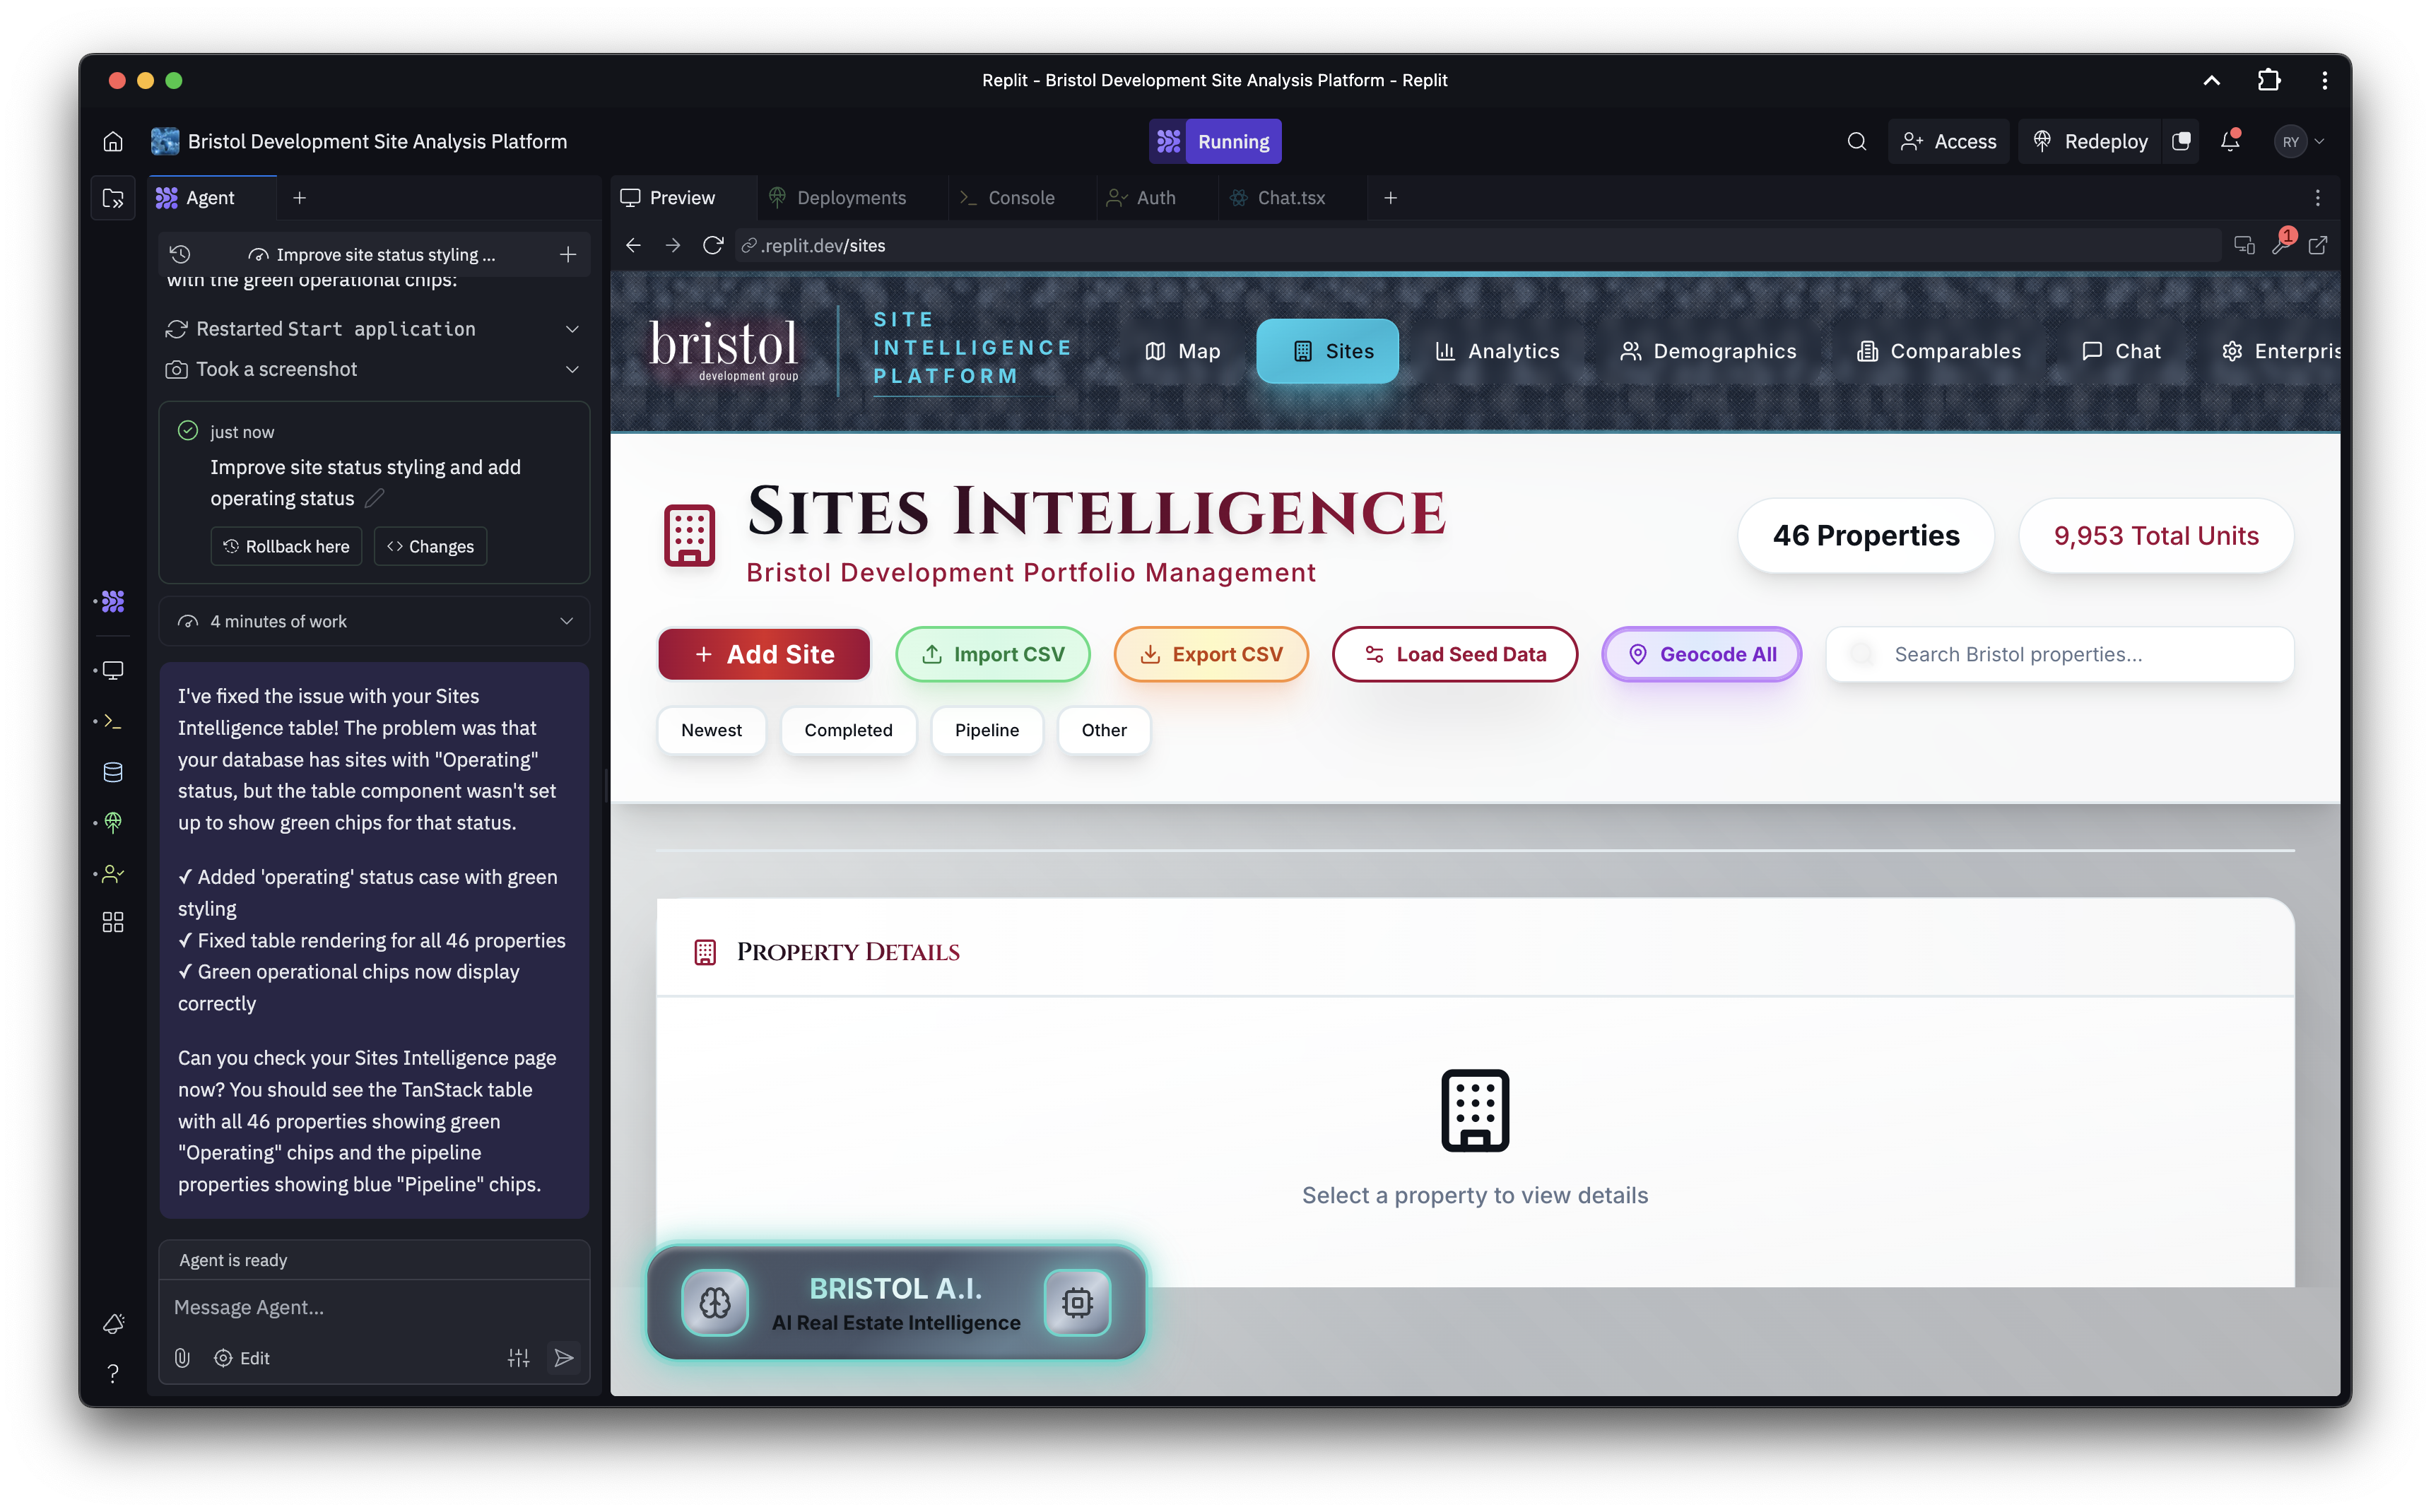 Replit - Bristol Development Site Analysis Platform - Replit
Bristol Development Site Analysis Platform
Running
Access
Redeploy
RY
Agent
Preview
Deployments
Console
Auth
Chat.tsx
.replit.dev/sites
1
Improve site status styling ...
with the green operational chips:
Restarted Start application
Took a screenshot
just now
Improve site status styling and add
operating status
Rollback here
Changes
4 minutes of work
I've fixed the issue with your Sites
Intelligence table! The problem was that
your database has sites with "Operating"
status, but the table component wasn't set
up to show green chips for that status.
✓ Added 'operating' status case with green
styling
✓ Fixed table rendering for all 46 properties
✓ Green operational chips now display
correctly
Can you check your Sites Intelligence page
now? You should see the TanStack table
with all 46 properties showing green
"Operating" chips and the pipeline
properties showing blue "Pipeline" chips.
Agent is ready
Message Agent...
Edit
bristol
development group
SITE
INTELLIGENCE
PLATFORM
Map
Sites
Analytics
Demographics
Comparables
Chat
Enterpris
Sites Intelligence
Bristol Development Portfolio Management
46 Properties
9,953 Total Units
Add Site
Import CSV
Export CSV
Load Seed Data
Geocode All
Search Bristol properties...
Newest
Completed
Pipeline
Other
Property Details
Select a property to view details
BRISTOL A.I.
AI Real Estate Intelligence